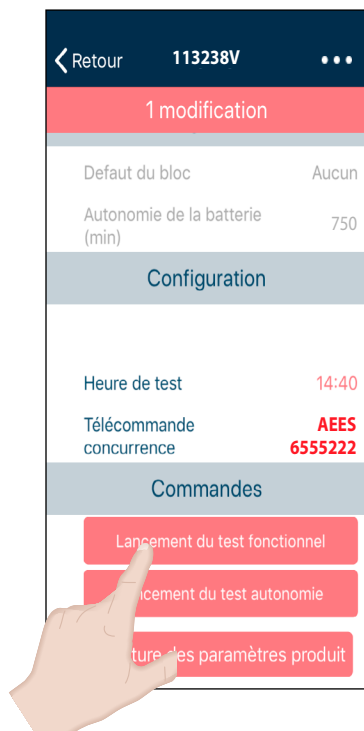 Retour 113238V
1 modification
Defaut du bloc Aucun
Autonomie de la batterie
(min) 750
Configuration
Heure de test 14:40
Télécommande AEES
concurrence 6555222
Commandes
Lancement du test fonctionnel
cement du test autonomie
ture des paramètres produit